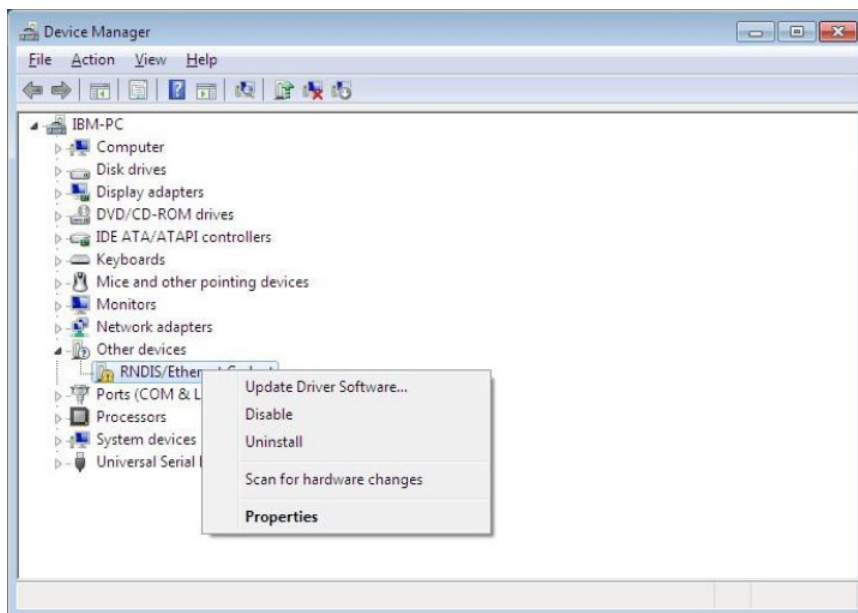 Device Manager
File Action View Help
IBM-PC
Computer
Disk drives
Display adapters
DVD/CD-ROM drives
IDE ATA/ATAPI controllers
Keyboards
Mice and other pointing devices
Monitors
Network adapters
Other devices
RNDIS/Ether
Ports (COM & L
Processors
System devices
Universal Serial
Update Driver Software...
Disable
Uninstall
Scan for hardware changes
Properties